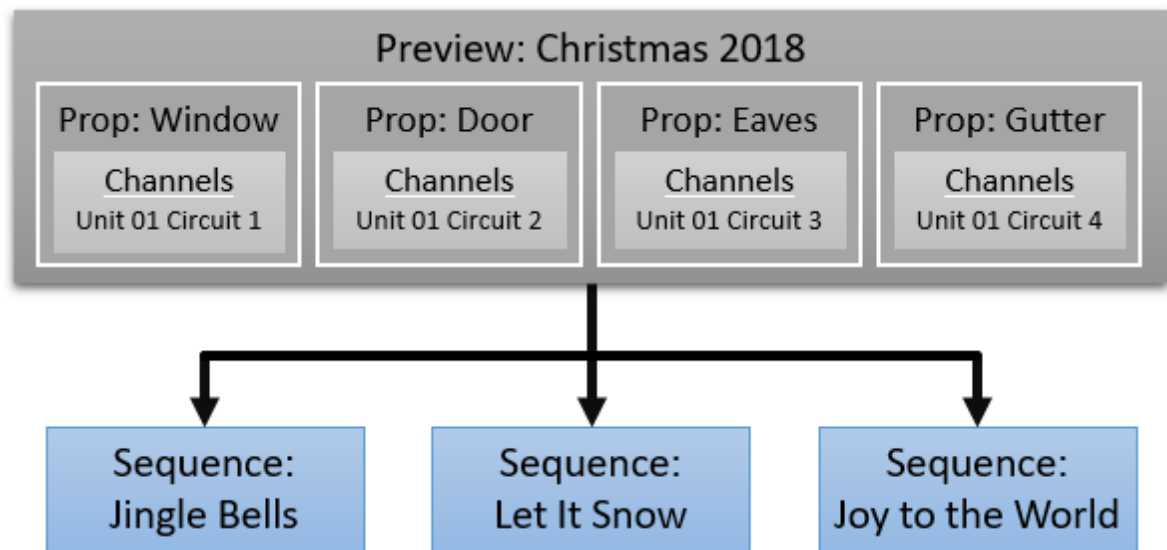 Preview: Christmas 2018
Prop: Window
Channels
Unit 01 Circuit 1
Prop: Door
Channels
Unit 01 Circuit 2
Prop: Eaves
Channels
Unit 01 Circuit 3
Prop: Gutter
Channels
Unit 01 Circuit 4
Sequence:
Jingle Bells
Sequence:
Let It Snow
Sequence:
Joy to the World